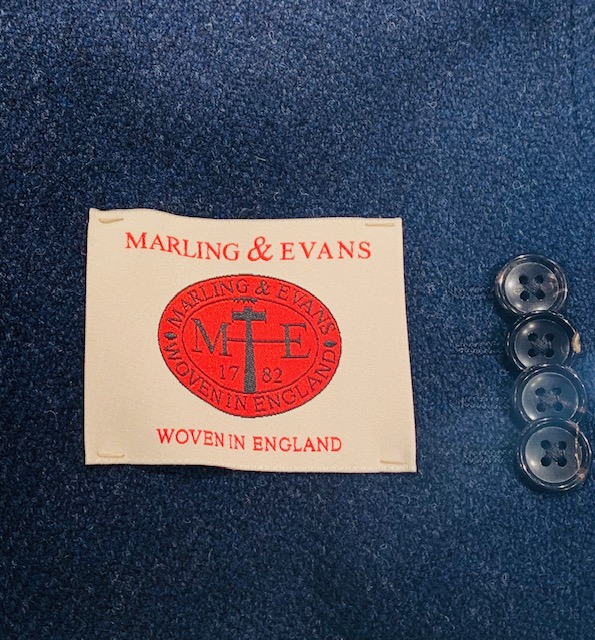 MARLING & EVANS
MARLING & EVANS
M E
17 82
WOVEN IN ENGLAND
WOVEN IN ENGLAND